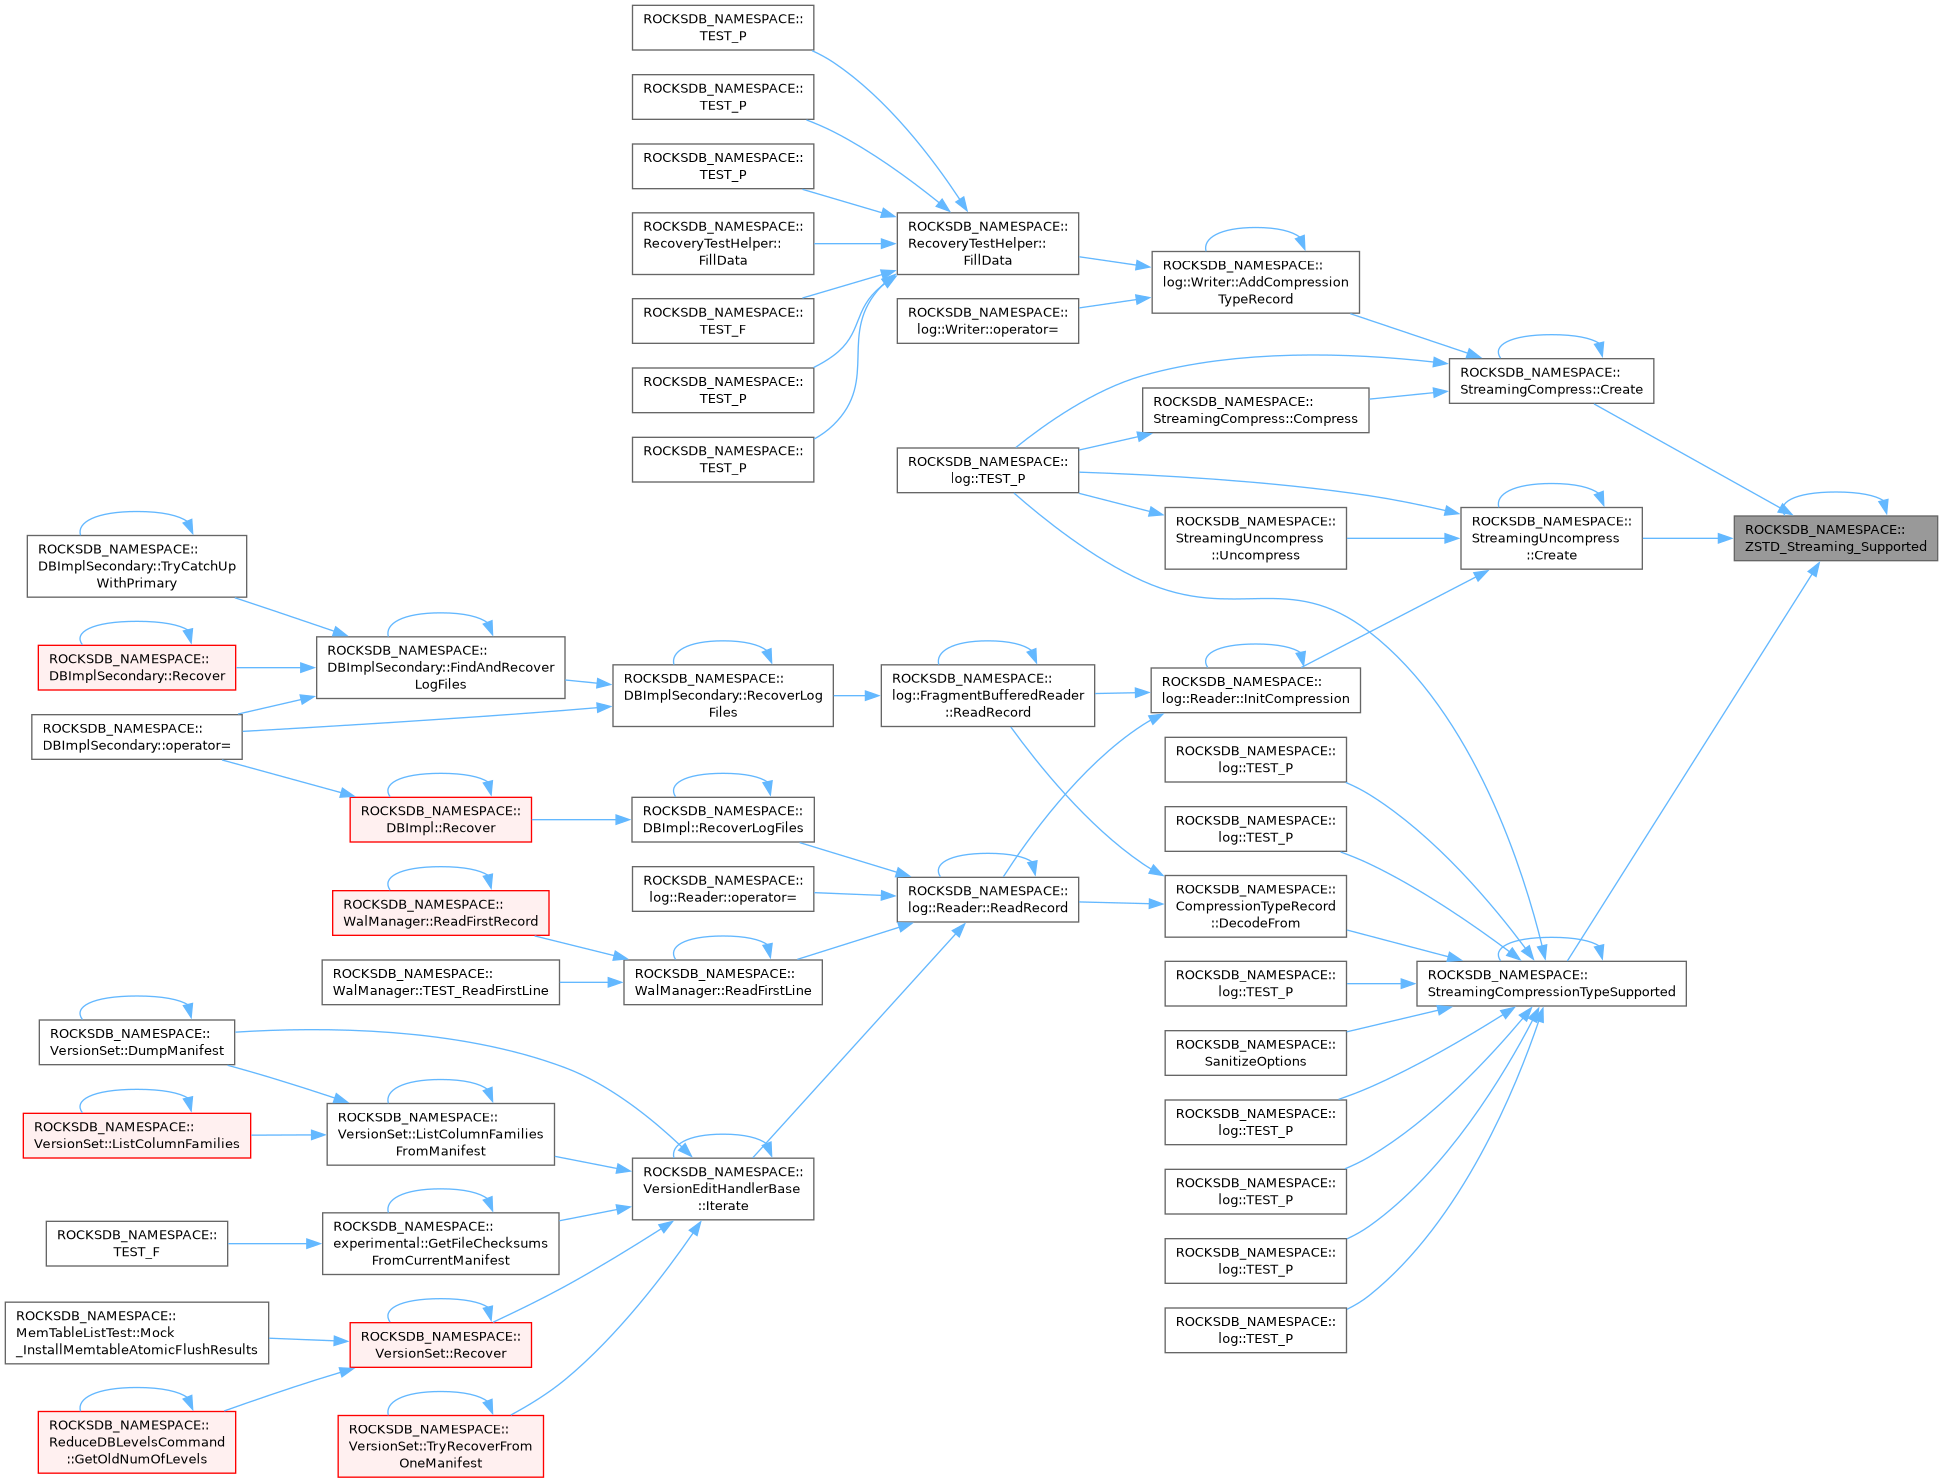 ROCKSDB_NAMESPACE::
TEST_P
ROCKSDB_NAMESPACE::
TEST_P
ROCKSDB_NAMESPACE::
TEST_P
ROCKSDB_NAMESPACE::
RecoveryTestHelper::
FillData
ROCKSDB_NAMESPACE::
TEST_F
ROCKSDB_NAMESPACE::
TEST_P
ROCKSDB_NAMESPACE::
TEST_P
ROCKSDB_NAMESPACE::
RecoveryTestHelper::
FillData
ROCKSDB_NAMESPACE::
log::Writer::operator=
ROCKSDB_NAMESPACE::
log::Writer::AddCompression
TypeRecord
ROCKSDB_NAMESPACE::
StreamingCompress::Create
ROCKSDB_NAMESPACE::
StreamingCompress::Compress
ROCKSDB_NAMESPACE::
log::TEST_P
ROCKSDB_NAMESPACE::
StreamingUncompress
::Uncompress
ROCKSDB_NAMESPACE::
StreamingUncompress
::Create
ROCKSDB_NAMESPACE::
ZSTD_Streaming_Supported
ROCKSDB_NAMESPACE::
DBImplSecondary::TryCatchUp
WithPrimary
ROCKSDB_NAMESPACE::
DBImplSecondary::Recover
ROCKSDB_NAMESPACE::
DBImplSecondary::operator=
ROCKSDB_NAMESPACE::
DBImplSecondary::FindAndRecover
LogFiles
ROCKSDB_NAMESPACE::
DBImplSecondary::RecoverLog
Files
ROCKSDB_NAMESPACE::
log::FragmentBufferedReader
::ReadRecord
ROCKSDB_NAMESPACE::
log::Reader::InitCompression
ROCKSDB_NAMESPACE::
log::TEST_P
ROCKSDB_NAMESPACE::
log::TEST_P
ROCKSDB_NAMESPACE::
DBImpl::Recover
ROCKSDB_NAMESPACE::
DBImpl::RecoverLogFiles
ROCKSDB_NAMESPACE::
log::Reader::operator=
ROCKSDB_NAMESPACE::
log::Reader::ReadRecord
ROCKSDB_NAMESPACE::
CompressionTypeRecord
::DecodeFrom
ROCKSDB_NAMESPACE::
WalManager::ReadFirstRecord
ROCKSDB_NAMESPACE::
WalManager::TEST_ReadFirstLine
ROCKSDB_NAMESPACE::
WalManager::ReadFirstLine
ROCKSDB_NAMESPACE::
log::TEST_P
ROCKSDB_NAMESPACE::
StreamingCompressionTypeSupported
ROCKSDB_NAMESPACE::
SanitizeOptions
ROCKSDB_NAMESPACE::
log::TEST_P
ROCKSDB_NAMESPACE::
log::TEST_P
ROCKSDB_NAMESPACE::
log::TEST_P
ROCKSDB_NAMESPACE::
log::TEST_P
ROCKSDB_NAMESPACE::
VersionSet::DumpManifest
ROCKSDB_NAMESPACE::
VersionSet::ListColumnFamilies
ROCKSDB_NAMESPACE::
VersionSet::ListColumnFamilies
FromManifest
ROCKSDB_NAMESPACE::
VersionEditHandlerBase
::Iterate
ROCKSDB_NAMESPACE::
TEST_F
ROCKSDB_NAMESPACE::
experimental::GetFileChecksums
FromCurrentManifest
ROCKSDB_NAMESPACE::
MemTableListTest::Mock
_InstallMemtableAtomicFlushResults
ROCKSDB_NAMESPACE::
VersionSet::Recover
ROCKSDB_NAMESPACE::
ReduceDBLevelsCommand
::GetOldNumOfLevels
ROCKSDB_NAMESPACE::
VersionSet::TryRecoverFrom
OneManifest